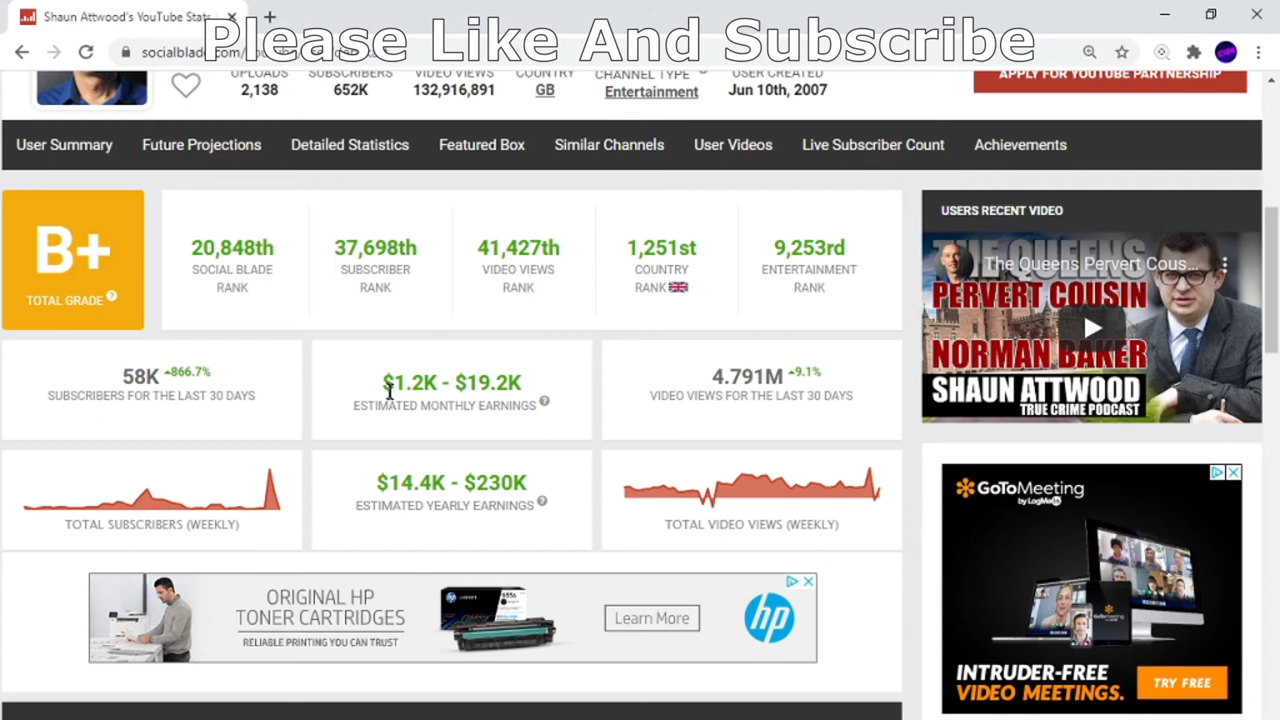 Shaun Attwood's YouTube Stats
Please Like And Subscribe
socialblade.com/
UPLOADS
2,138
SUBSCRIBERS
652K
VIDEO VIEWS
132,916,891
COUNTRY
GB
CHANNEL TYPE
Entertainment
USER CREATED
Jun 10th, 2007
APPLY FOR YOUTUBE PARTNERSHIP
User Summary
Future Projections
Detailed Statistics
Featured Box
Similar Channels
User Videos
Live Subscriber Count
Achievements
B+
TOTAL GRADE
20,848th
SOCIAL BLADE
RANK
37,698th
SUBSCRIBER
RANK
41,427th
VIDEO VIEWS
RANK
1,251st
COUNTRY
RANK
9,253rd
ENTERTAINMENT
RANK
58K 866.7%
SUBSCRIBERS FOR THE LAST 30 DAYS
$1.2K - $19.2K
ESTIMATED MONTHLY EARNINGS
4.791M 9.1%
VIDEO VIEWS FOR THE LAST 30 DAYS
TOTAL SUBSCRIBERS (WEEKLY)
$14.4K - $230K
ESTIMATED YEARLY EARNINGS
TOTAL VIDEO VIEWS (WEEKLY)
ORIGINAL HP
TONER CARTRIDGES
RELIABLE PRINTING YOU CAN TRUST
Learn More
hp
USERS RECENT VIDEO
The Queens Pervert Cous...
THE QUEENS
PERVERT COUSIN
NORMAN BAKER
SHAUN ATTWOOD
TRUE CRIME PODCAST
GoToMeeting
by LogMeIn
GoToMeeting
INTRUDER-FREE
VIDEO MEETINGS.
TRY FREE